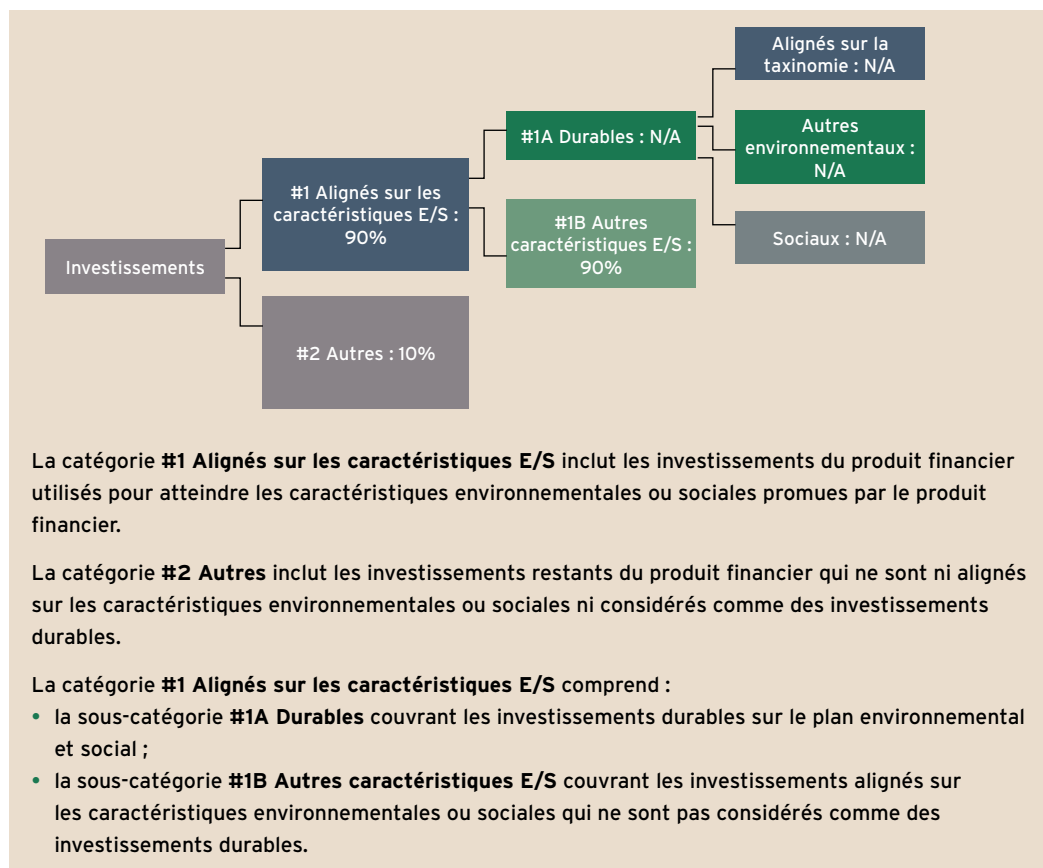 Alignés sur la
taxinomie : N/A
#1A Durables : N/A
Autres
environnementaux :
N/A
#1 Alignés sur les
caractéristiques E/S :
90%
#1B Autres
caractéristiques E/S :
90%
Sociaux : N/A
Investissements
#2 Autres : 10%
La catégorie #1 Alignés sur les caractéristiques E/S inclut les investissements du produit financier
utilisés pour atteindre les caractéristiques environnementales ou sociales promues par le produit
financier.
La catégorie #2 Autres inclut les investissements restants du produit financier qui ne sont ni alignés
sur les caractéristiques environnementales ou sociales ni considérés comme des investissements
durables.
La catégorie #1 Alignés sur les caractéristiques E/S comprend :
• la sous-catégorie #1A Durables couvrant les investissements durables sur le plan environnemental
et social ;
• la sous-catégorie #1B Autres caractéristiques E/S couvrant les investissements alignés sur
les caractéristiques environnementales ou sociales qui ne sont pas considérés comme des
investissements durables.